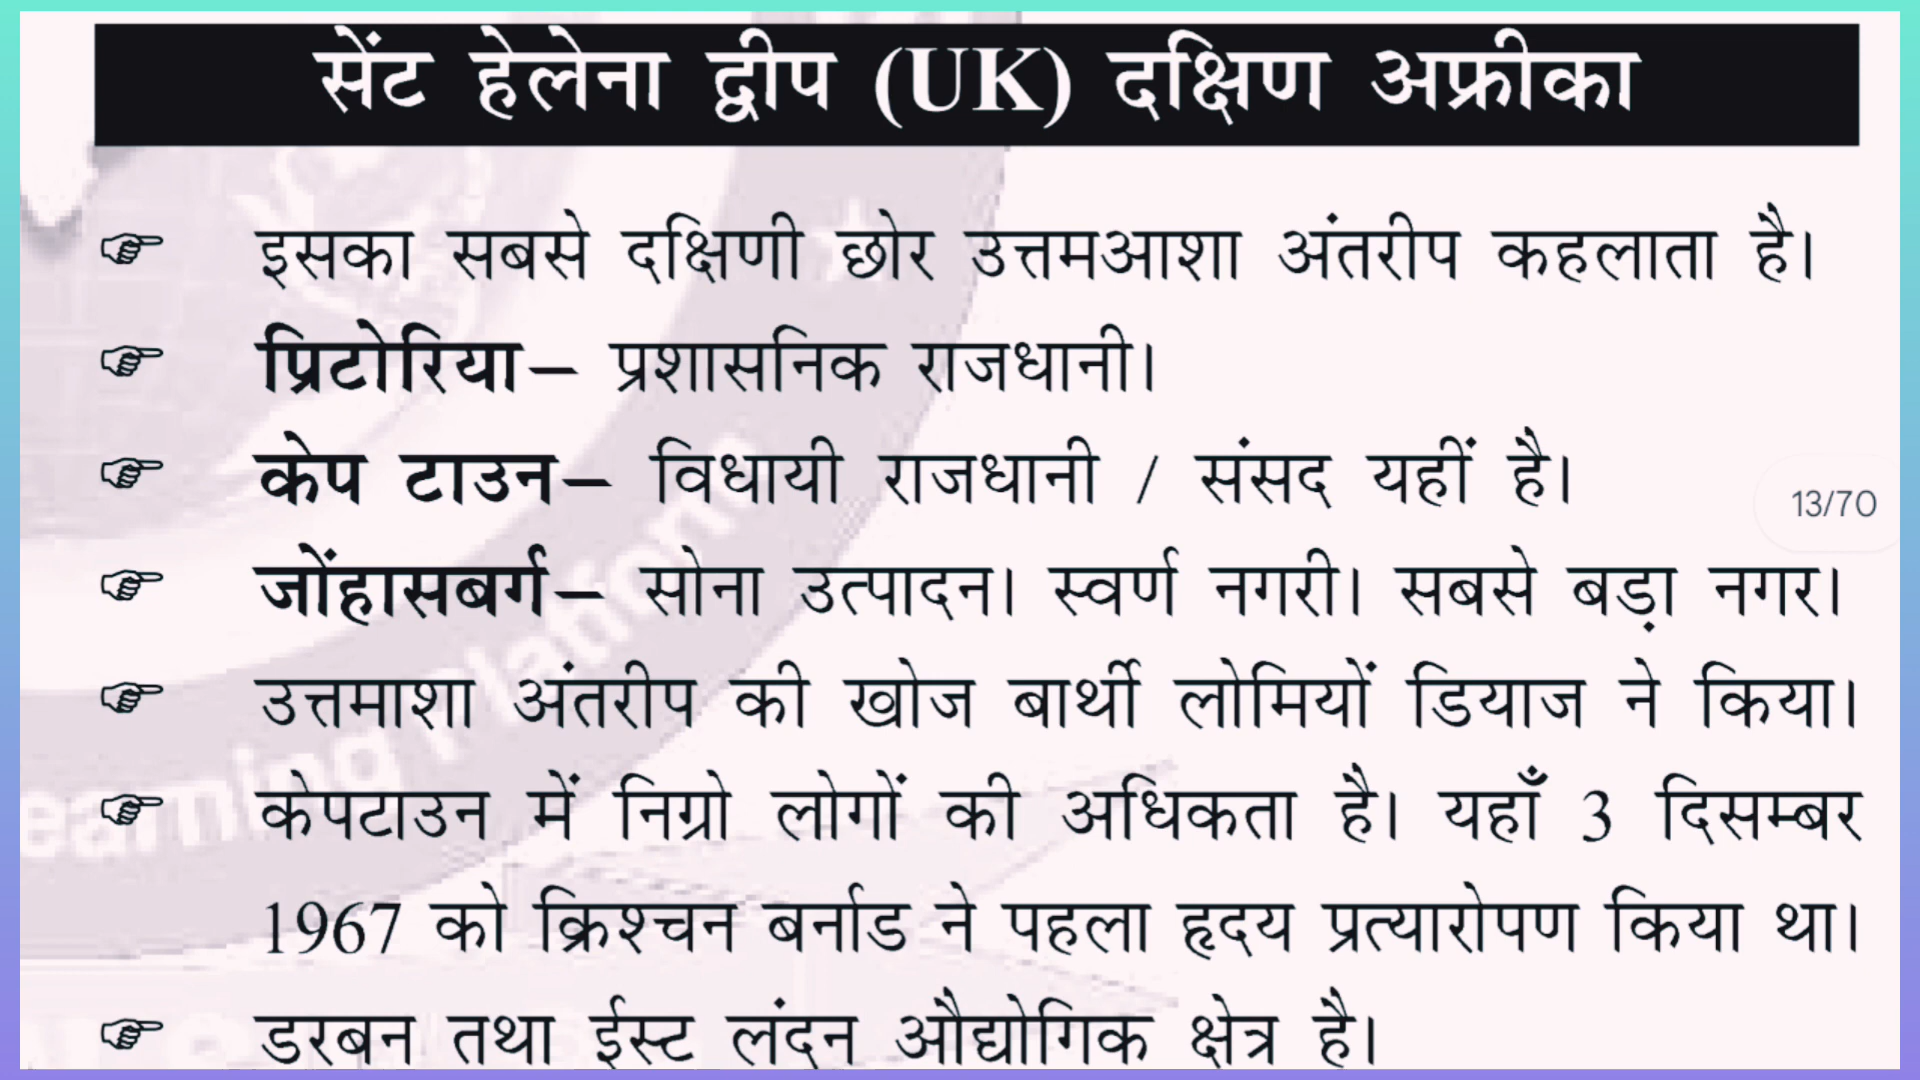 सेंट हेलेना द्वीप (UK) दक्षिण अफ्रीका
इसका सबसे दक्षिणी छोर उत्तमआशा अंतरीप कहलाता है।
प्रिटोरिया– प्रशासनिक राजधानी।
केप टाउन– विधायी राजधानी / संसद यहीं है।
13/70
जोंहासबर्ग– सोना उत्पादन। स्वर्ण नगरी। सबसे बड़ा नगर।
उत्तमाशा अंतरीप की खोज बार्थी लोमियों डियाज ने किया।
केपटाउन में निग्रो लोगों की अधिकता है। यहाँ 3 दिसम्बर
1967 को क्रिश्चन बर्नाड ने पहला हृदय प्रत्यारोपण किया था।
डरबन तथा ईस्ट लंदन औद्योगिक क्षेत्र है।
earning Platform